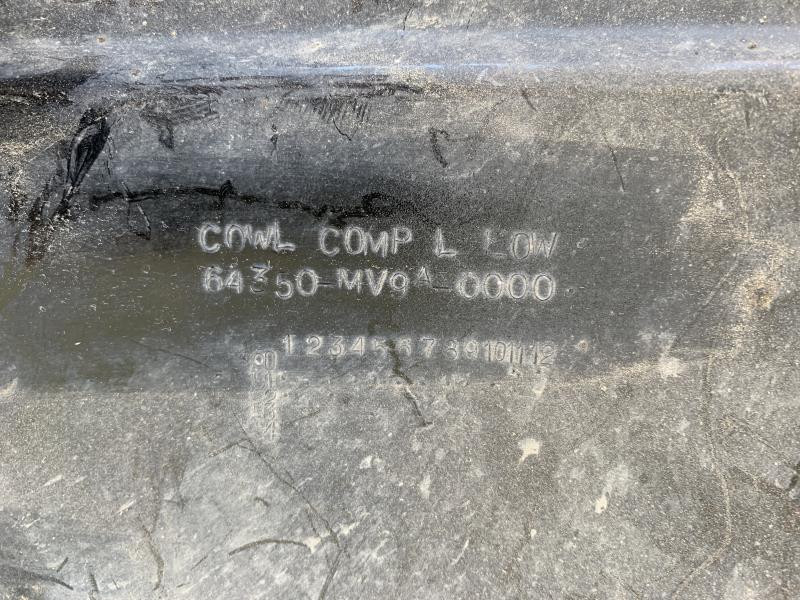 COWL COMP L LOW
64350-MV9A-0000
1 2 3 4 5 6 7 8 9 10 11 12